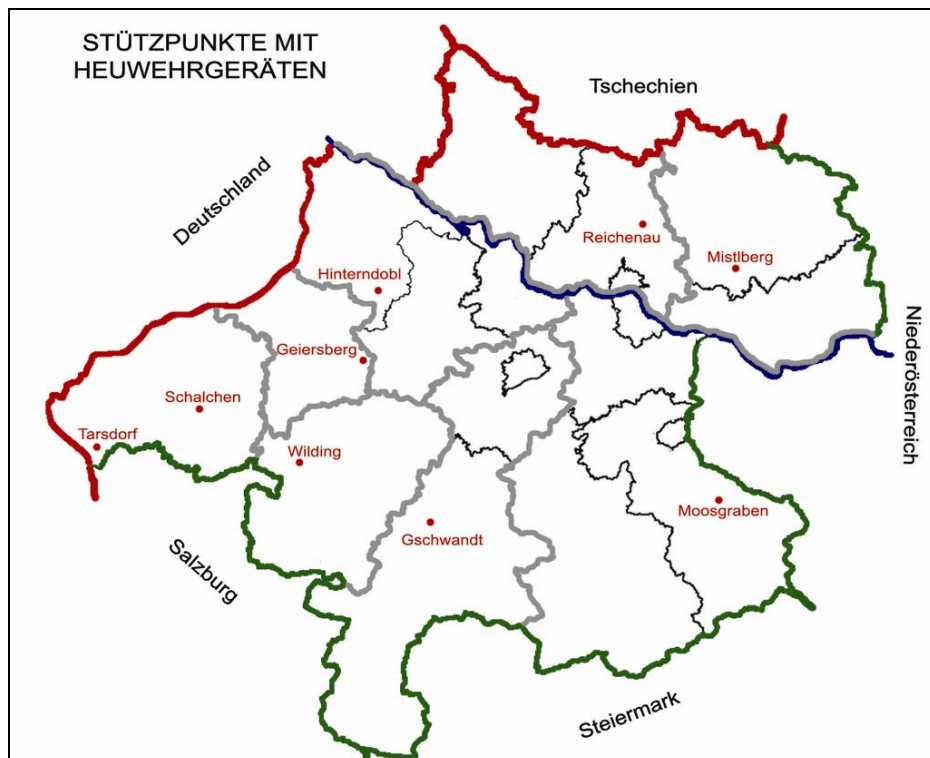 STÜTZPUNKTE MIT
HEUWEHRGERÄTEN
Tschechien
Deutschland
Reichenau
Mistlberg
Hinterndobl
Niederösterreich
Geiersberg
Schalchen
Tarsdorf
Wilding
Moosgraben
Gschwandt
Salzburg
Steiermark